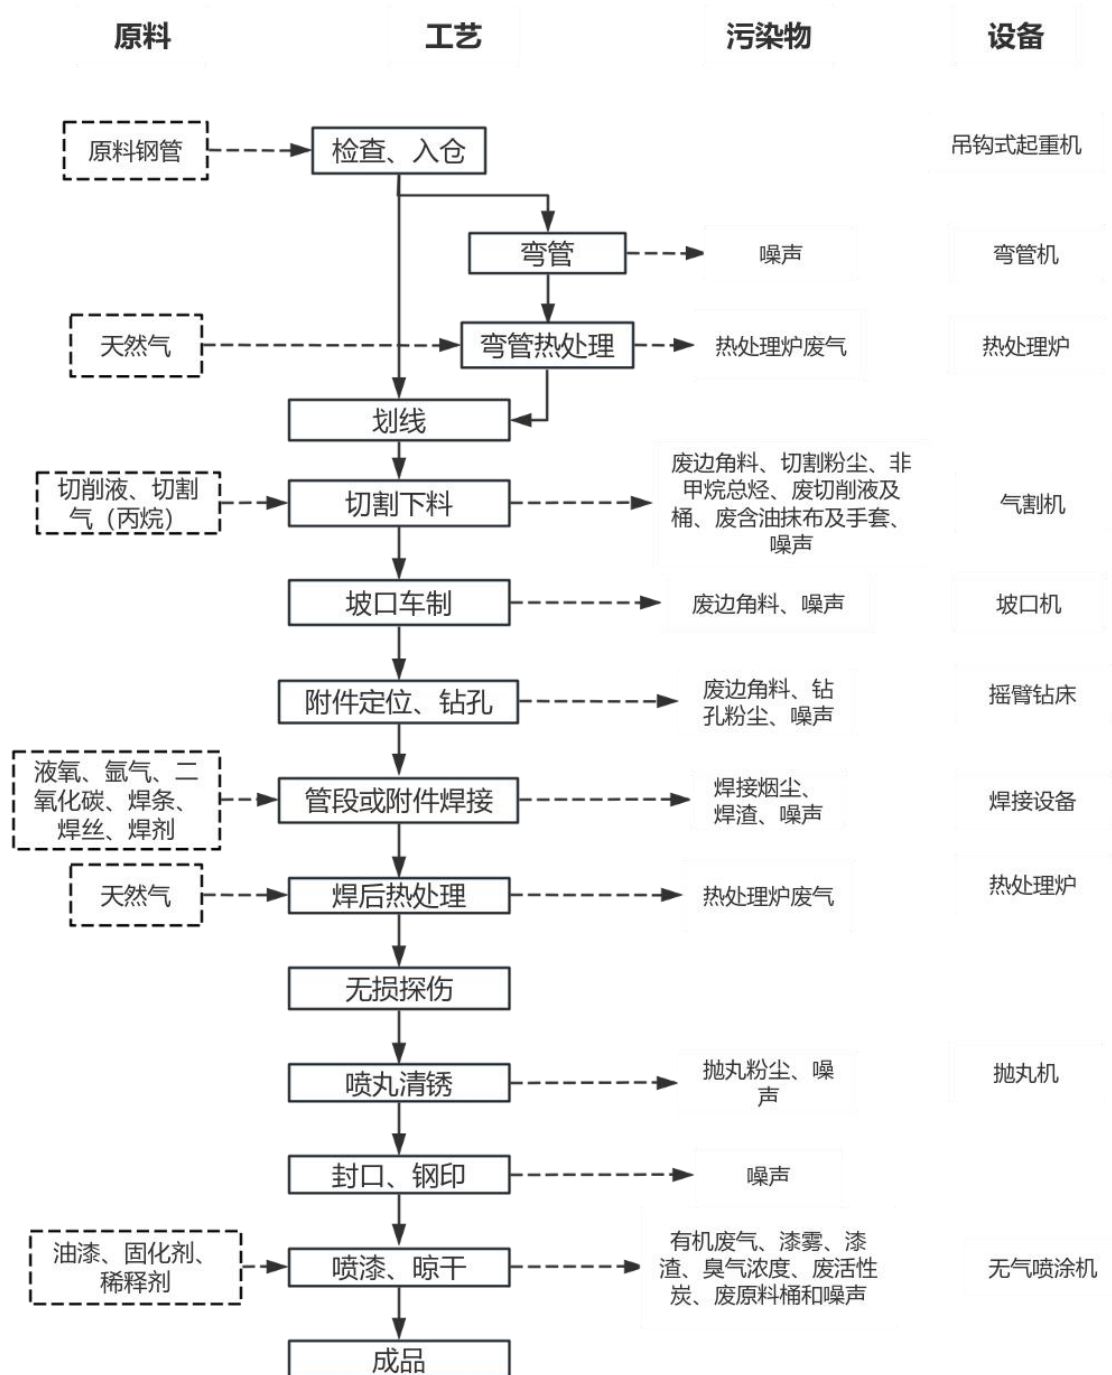 原料
工艺
污染物
设备
原料钢管
检查、入仓
吊钩式起重机
弯管
噪声
弯管机
天然气
弯管热处理
热处理炉废气
热处理炉
划线
切削液、切割
气（丙烷）
切割下料
废边角料、切割粉尘、非
甲烷总烃、废切削液及
桶、废含油抹布及手套、
噪声
气割机
坡口车制
废边角料、噪声
坡口机
附件定位、钻孔
废边角料、钻
孔粉尘、噪声
摇臂钻床
液氧、氩气、二
氧化碳、焊条、
焊丝、焊剂
管段或附件焊接
焊接烟尘、
焊渣、噪声
焊接设备
天然气
焊后热处理
热处理炉废气
热处理炉
无损探伤
喷丸清锈
抛丸粉尘、噪
声
抛丸机
封口、钢印
噪声
油漆、固化剂、
稀释剂
喷漆、晾干
有机废气、漆雾、漆
渣、臭气浓度、废活性
炭、废原料桶和噪声
无气喷涂机
成品